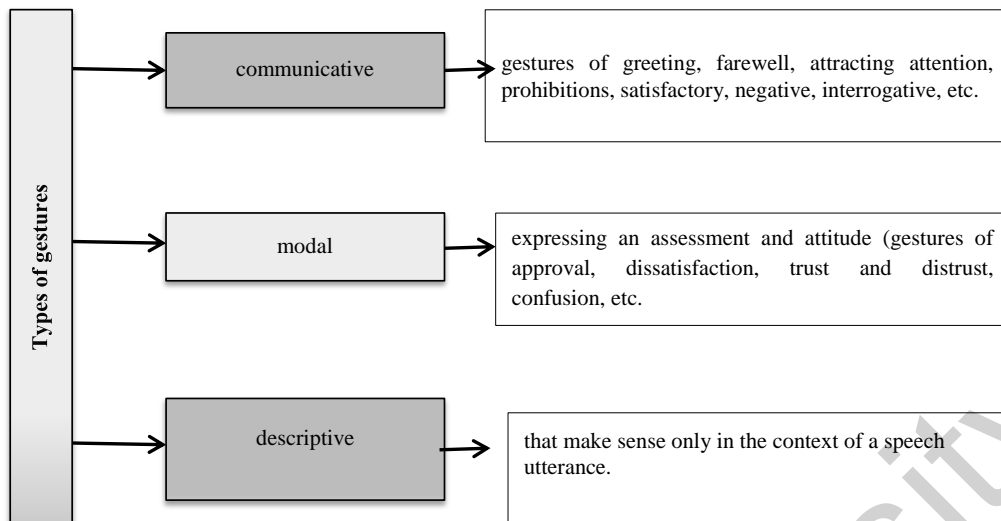 communicative
gestures of greeting, farewell, attracting attention,
prohibitions, satisfactory, negative, interrogative, etc.
Types of gestures
modal
expressing an assessment and attitude (gestures of
approval, dissatisfaction, trust and distrust,
confusion, etc.
descriptive
that make sense only in the context of a speech
utterance.
sity